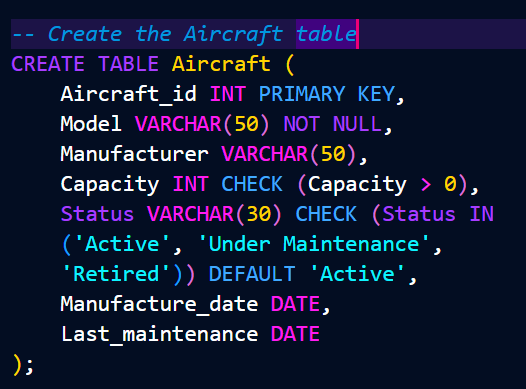 -- Create the Aircraft table
CREATE TABLE Aircraft (
    Aircraft_id INT PRIMARY KEY,
    Model VARCHAR(50) NOT NULL,
    Manufacturer VARCHAR(50),
    Capacity INT CHECK (Capacity > 0),
    Status VARCHAR(30) CHECK (Status IN
    ('Active', 'Under Maintenance',
    'Retired')) DEFAULT 'Active',
    Manufacture_date DATE,
    Last_maintenance DATE
);